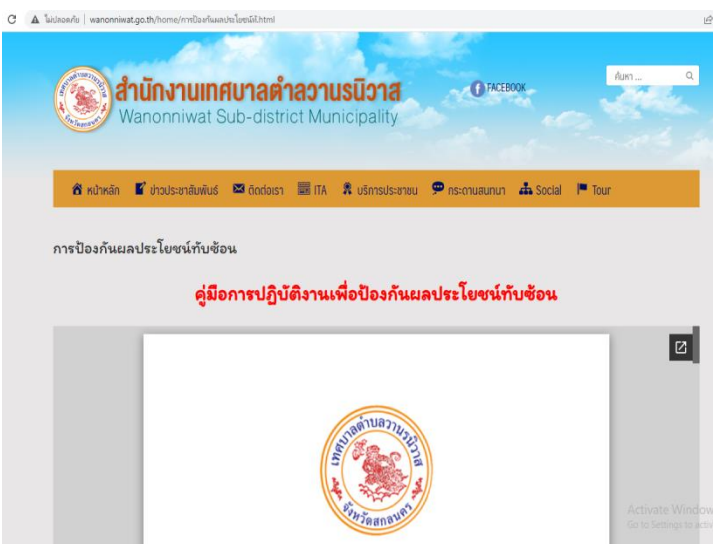 ไม่ปลอดภัย | wanonniwat.go.th/home/การป้องกันผลประโยชน์ทั.html
สำนักงานเทศบาลตำบลวานรนิวาส
Wanonniwat Sub-district Municipality
FACEBOOK
ค้นหา ...
หน้าหลัก ข่าวประชาสัมพันธ์ ติดต่อเรา ITA บริการประชาชน กระดานสนทนา Social Tour
การป้องกันผลประโยชน์ทับซ้อน
คู่มือการปฏิบัติงานเพื่อป้องกันผลประโยชน์ทับซ้อน
เทศบาลตำบลวานรนิวาส
จังหวัดสกลนคร
Activate Window
Go to Settings to activ